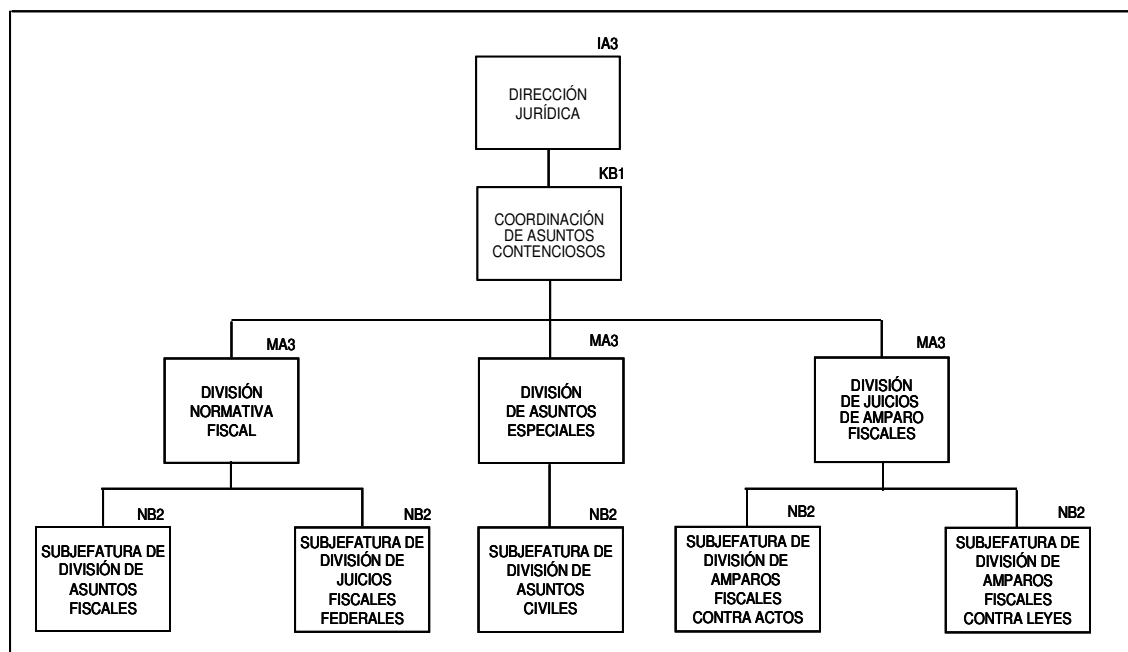 IA3
DIRECCIÓN
JURÍDICA
KB1
COORDINACIÓN
DE ASUNTOS
CONTENCIOSOS
MA3
DIVISIÓN
NORMATIVA
FISCAL
MA3
DIVISIÓN
DE ASUNTOS
ESPECIALES
MA3
DIVISIÓN
DE JUICIOS
DE AMPARO
FISCALES
NB2
SUBJEFATURA DE
DIVISIÓN DE
ASUNTOS
FISCALES
NB2
SUBJEFATURA DE
DIVISIÓN DE
JUICIOS
FISCALES
FEDERALES
NB2
SUBJEFATURA DE
DIVISIÓN DE
ASUNTOS
CIVILES
NB2
SUBJEFATURA DE
DIVISIÓN DE
AMPAROS
FISCALES
CONTRA ACTOS
NB2
SUBJEFATURA DE
DIVISIÓN DE
AMPAROS
FISCALES
CONTRA LEYES